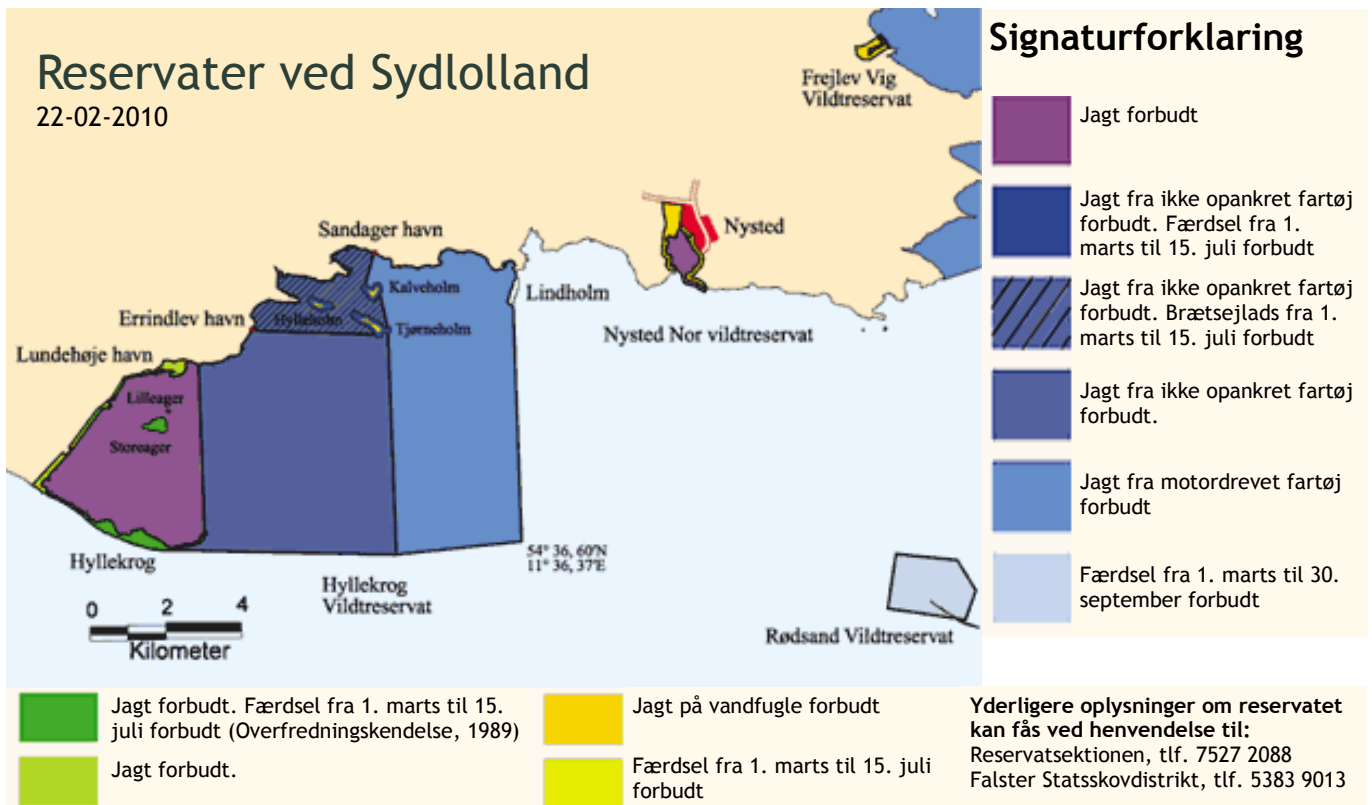 Reservater ved Sydlolland
22-02-2010
Frejlev Vig
Vildtreservat
Nysted
Sandager havn
Kalveholm
Lindholm
Hylleholm
Tjørneholm
Errindlev havn
Nysted Nor vildtreservat
Lundehøje havn
Lilleager
Storeager
Hyllekrog
54° 36, 60'N
11° 36, 37'E
Hyllekrog
Vildtreservat
Rødsand Vildtreservat
0 2 4
Kilometer
Signaturforklaring
Jagt forbudt
Jagt fra ikke opankret fartøj
forbudt. Færdsel fra 1.
marts til 15. juli forbudt
Jagt fra ikke opankret fartøj
forbudt. Brætsejlads fra 1.
marts til 15. juli forbudt
Jagt fra ikke opankret fartøj
forbudt.
Jagt fra motordrevet fartøj
forbudt
Færdsel fra 1. marts til 30.
september forbudt
Jagt forbudt. Færdsel fra 1. marts til 15.
juli forbudt (Overfredningskendelse, 1989)
Jagt forbudt.
Jagt på vandfugle forbudt
Færdsel fra 1. marts til 15. juli
forbudt
Yderligere oplysninger om reservatet
kan fås ved henvendelse til:
Reservatsektionen, tlf. 7527 2088
Falster Statsskovdistrikt, tlf. 5383 9013